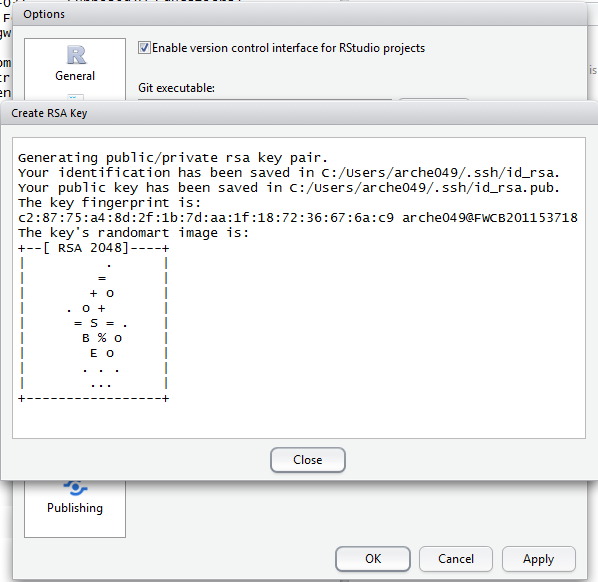 Options
General
Enable version control interface for RStudio projects
Git executable:
is
Create RSA Key
Generating public/private rsa key pair.
Your identification has been saved in C:/Users/arche049/.ssh/id_rsa.
Your public key has been saved in C:/Users/arche049/.ssh/id_rsa.pub.
The key fingerprint is:
c2:87:75:a4:8d:2f:1b:7d:aa:1f:18:72:36:67:6a:c9 arche049@FWCB201153718
The key's randomart image is:
+--[ RSA 2048]----+
|          .      |
|         =       |
|        + o      |
|     . o +       |
|      = S = .    |
|       B % o     |
|        E o      |
|       . . .     |
|        ...      |
+-----------------+
Close
Publishing
OK
Cancel
Apply